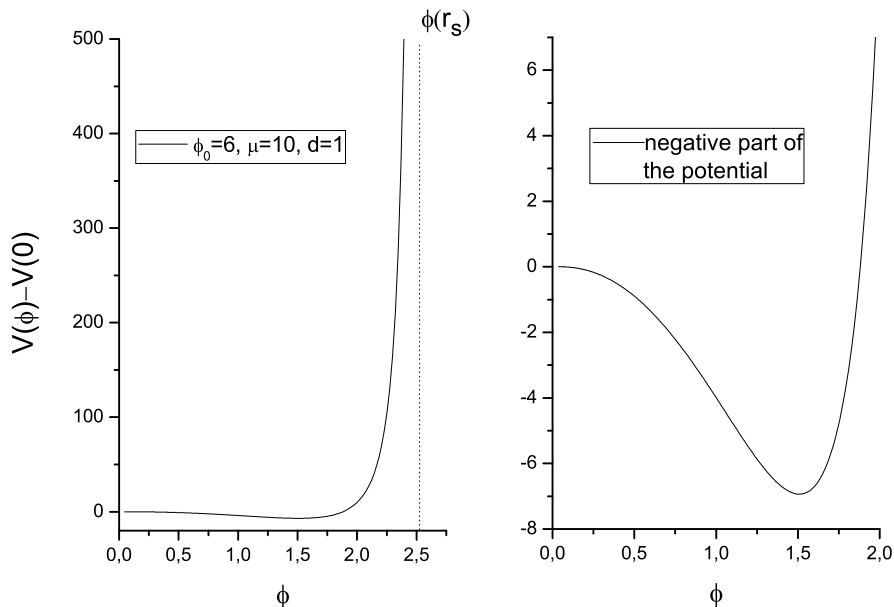 ϕ(r_s)
500
400
300
200
100
0
V(ϕ)−V(0)
ϕ₀=6, μ=10, d=1
0,0 0,5 1,0 1,5 2,0 2,5
ϕ
6
4
2
0
-2
-4
-6
-8
negative part of
the potential
0,0 0,5 1,0 1,5 2,0
ϕ